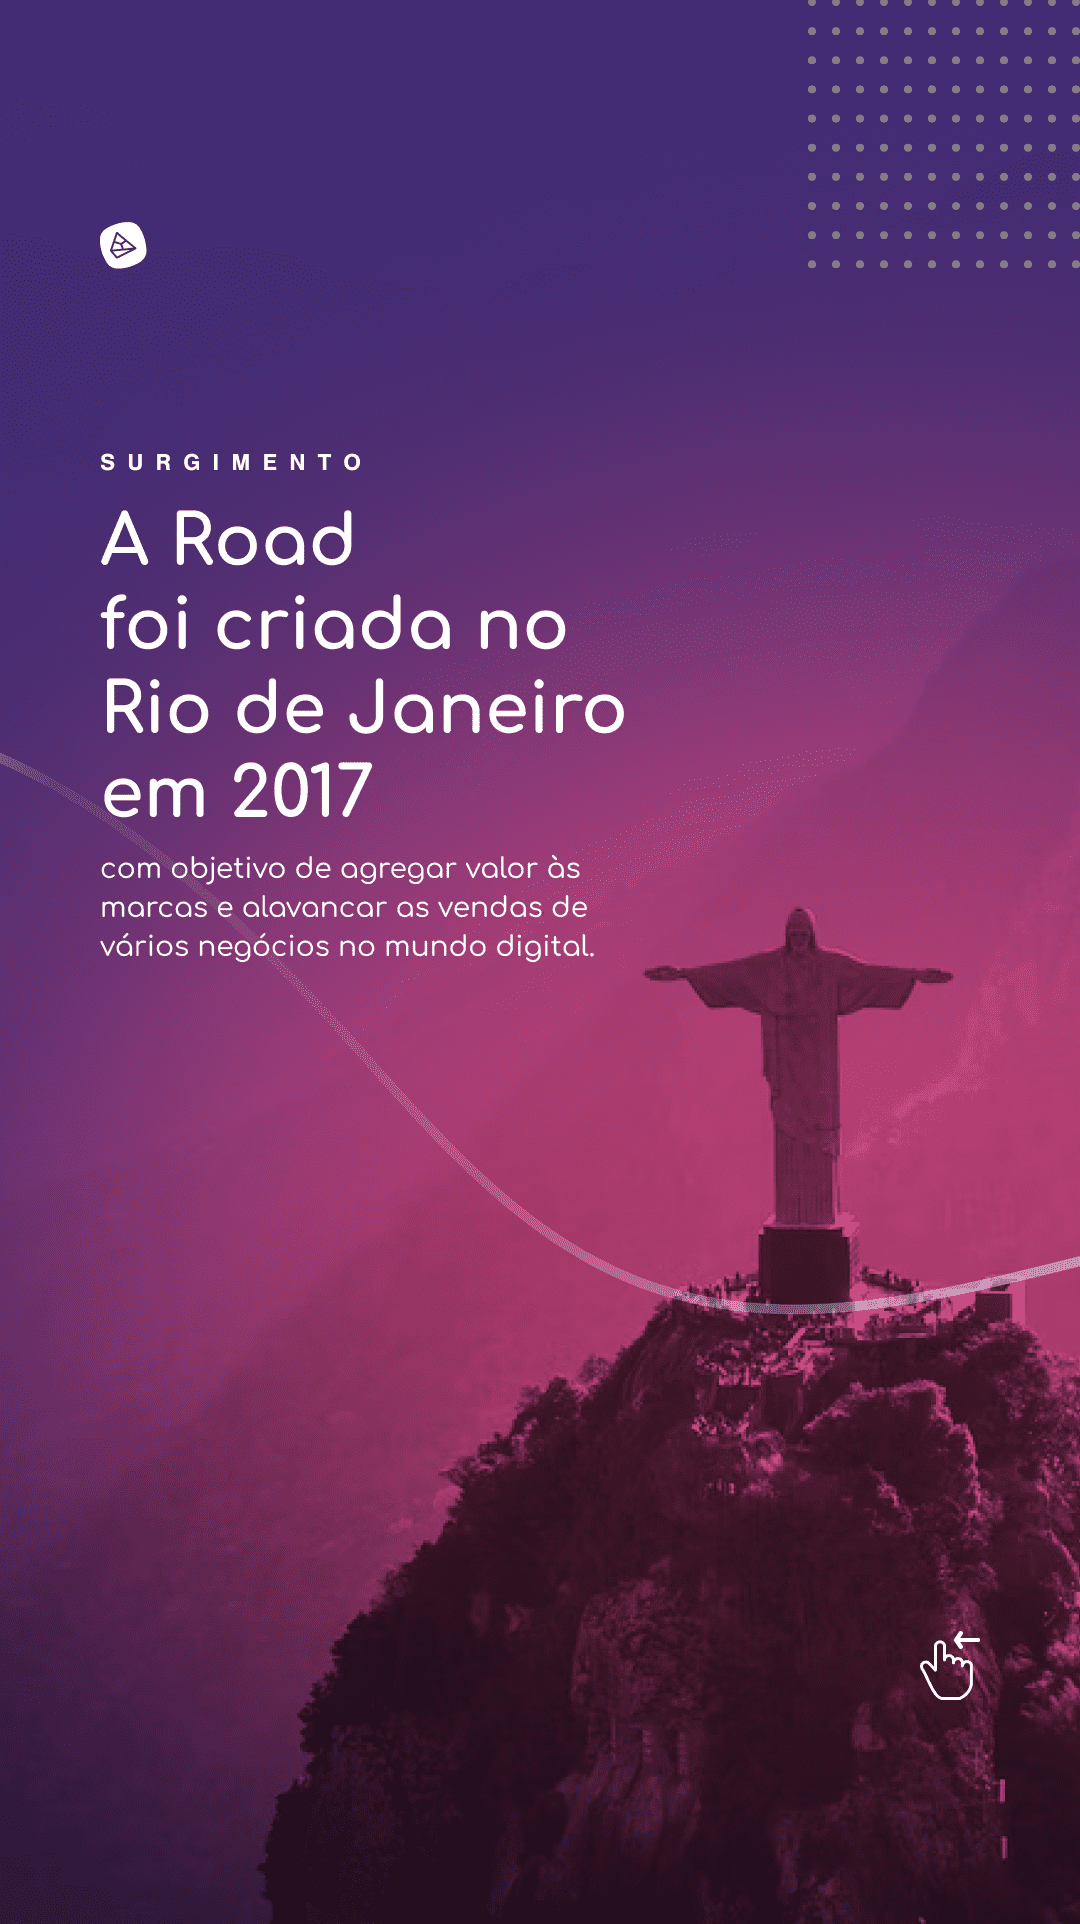 SURGIMENTO
A Road
foi criada no
Rio de Janeiro
em 2017
com objetivo de agregar valor às
marcas e alavancar as vendas de
vários negócios no mundo digital.